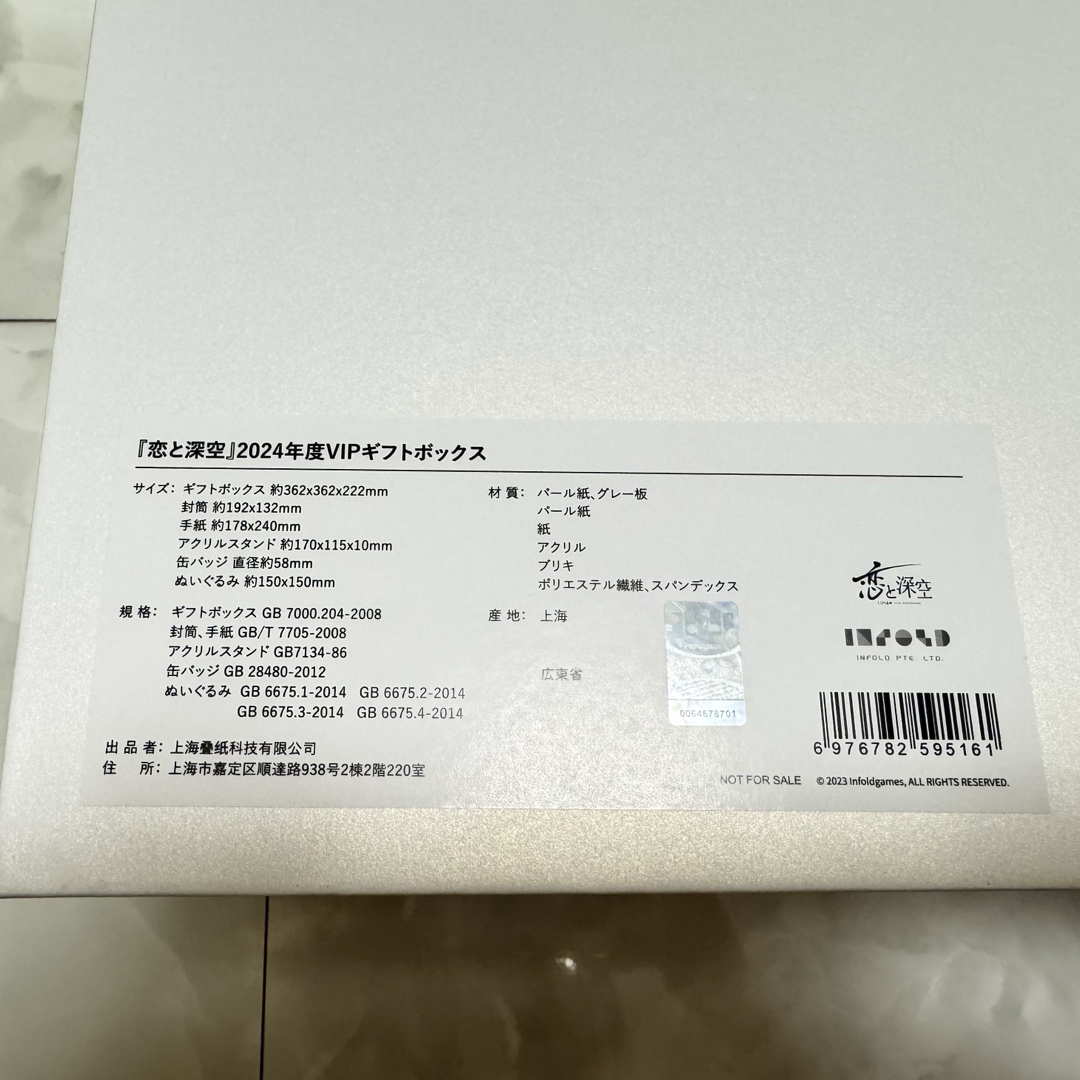 『恋と深空』2024年度VIPギフトボックス
サイズ： ギフトボックス 約362x362x222mm
封筒 約192x132mm
手紙 約178x240mm
アクリルスタンド 約170x115x10mm
缶バッジ 直径約58mm
ぬいぐるみ 約150x150mm
材 質： パール紙、グレー板
パール紙
紙
アクリル
ブリキ
ポリエステル繊維、スパンデックス
規 格： ギフトボックス GB 7000.204-2008
封筒、手紙 GB/T 7705-2008
アクリルスタンド GB7134-86
缶バッジ GB 28480-2012
ぬいぐるみ GB 6675.1-2014 GB 6675.2-2014
GB 6675.3-2014 GB 6675.4-2014
産 地： 上海
広東省
0064678701
恋と深空
INFOLD
INFOLD PTE. LTD.
6 976782 595161
出 品 者： 上海叠纸科技有限公司
住 所： 上海市嘉定区順達路938号2棟2階220室
NOT FOR SALE © 2023 Infoldgames, ALL RIGHTS RESERVED.